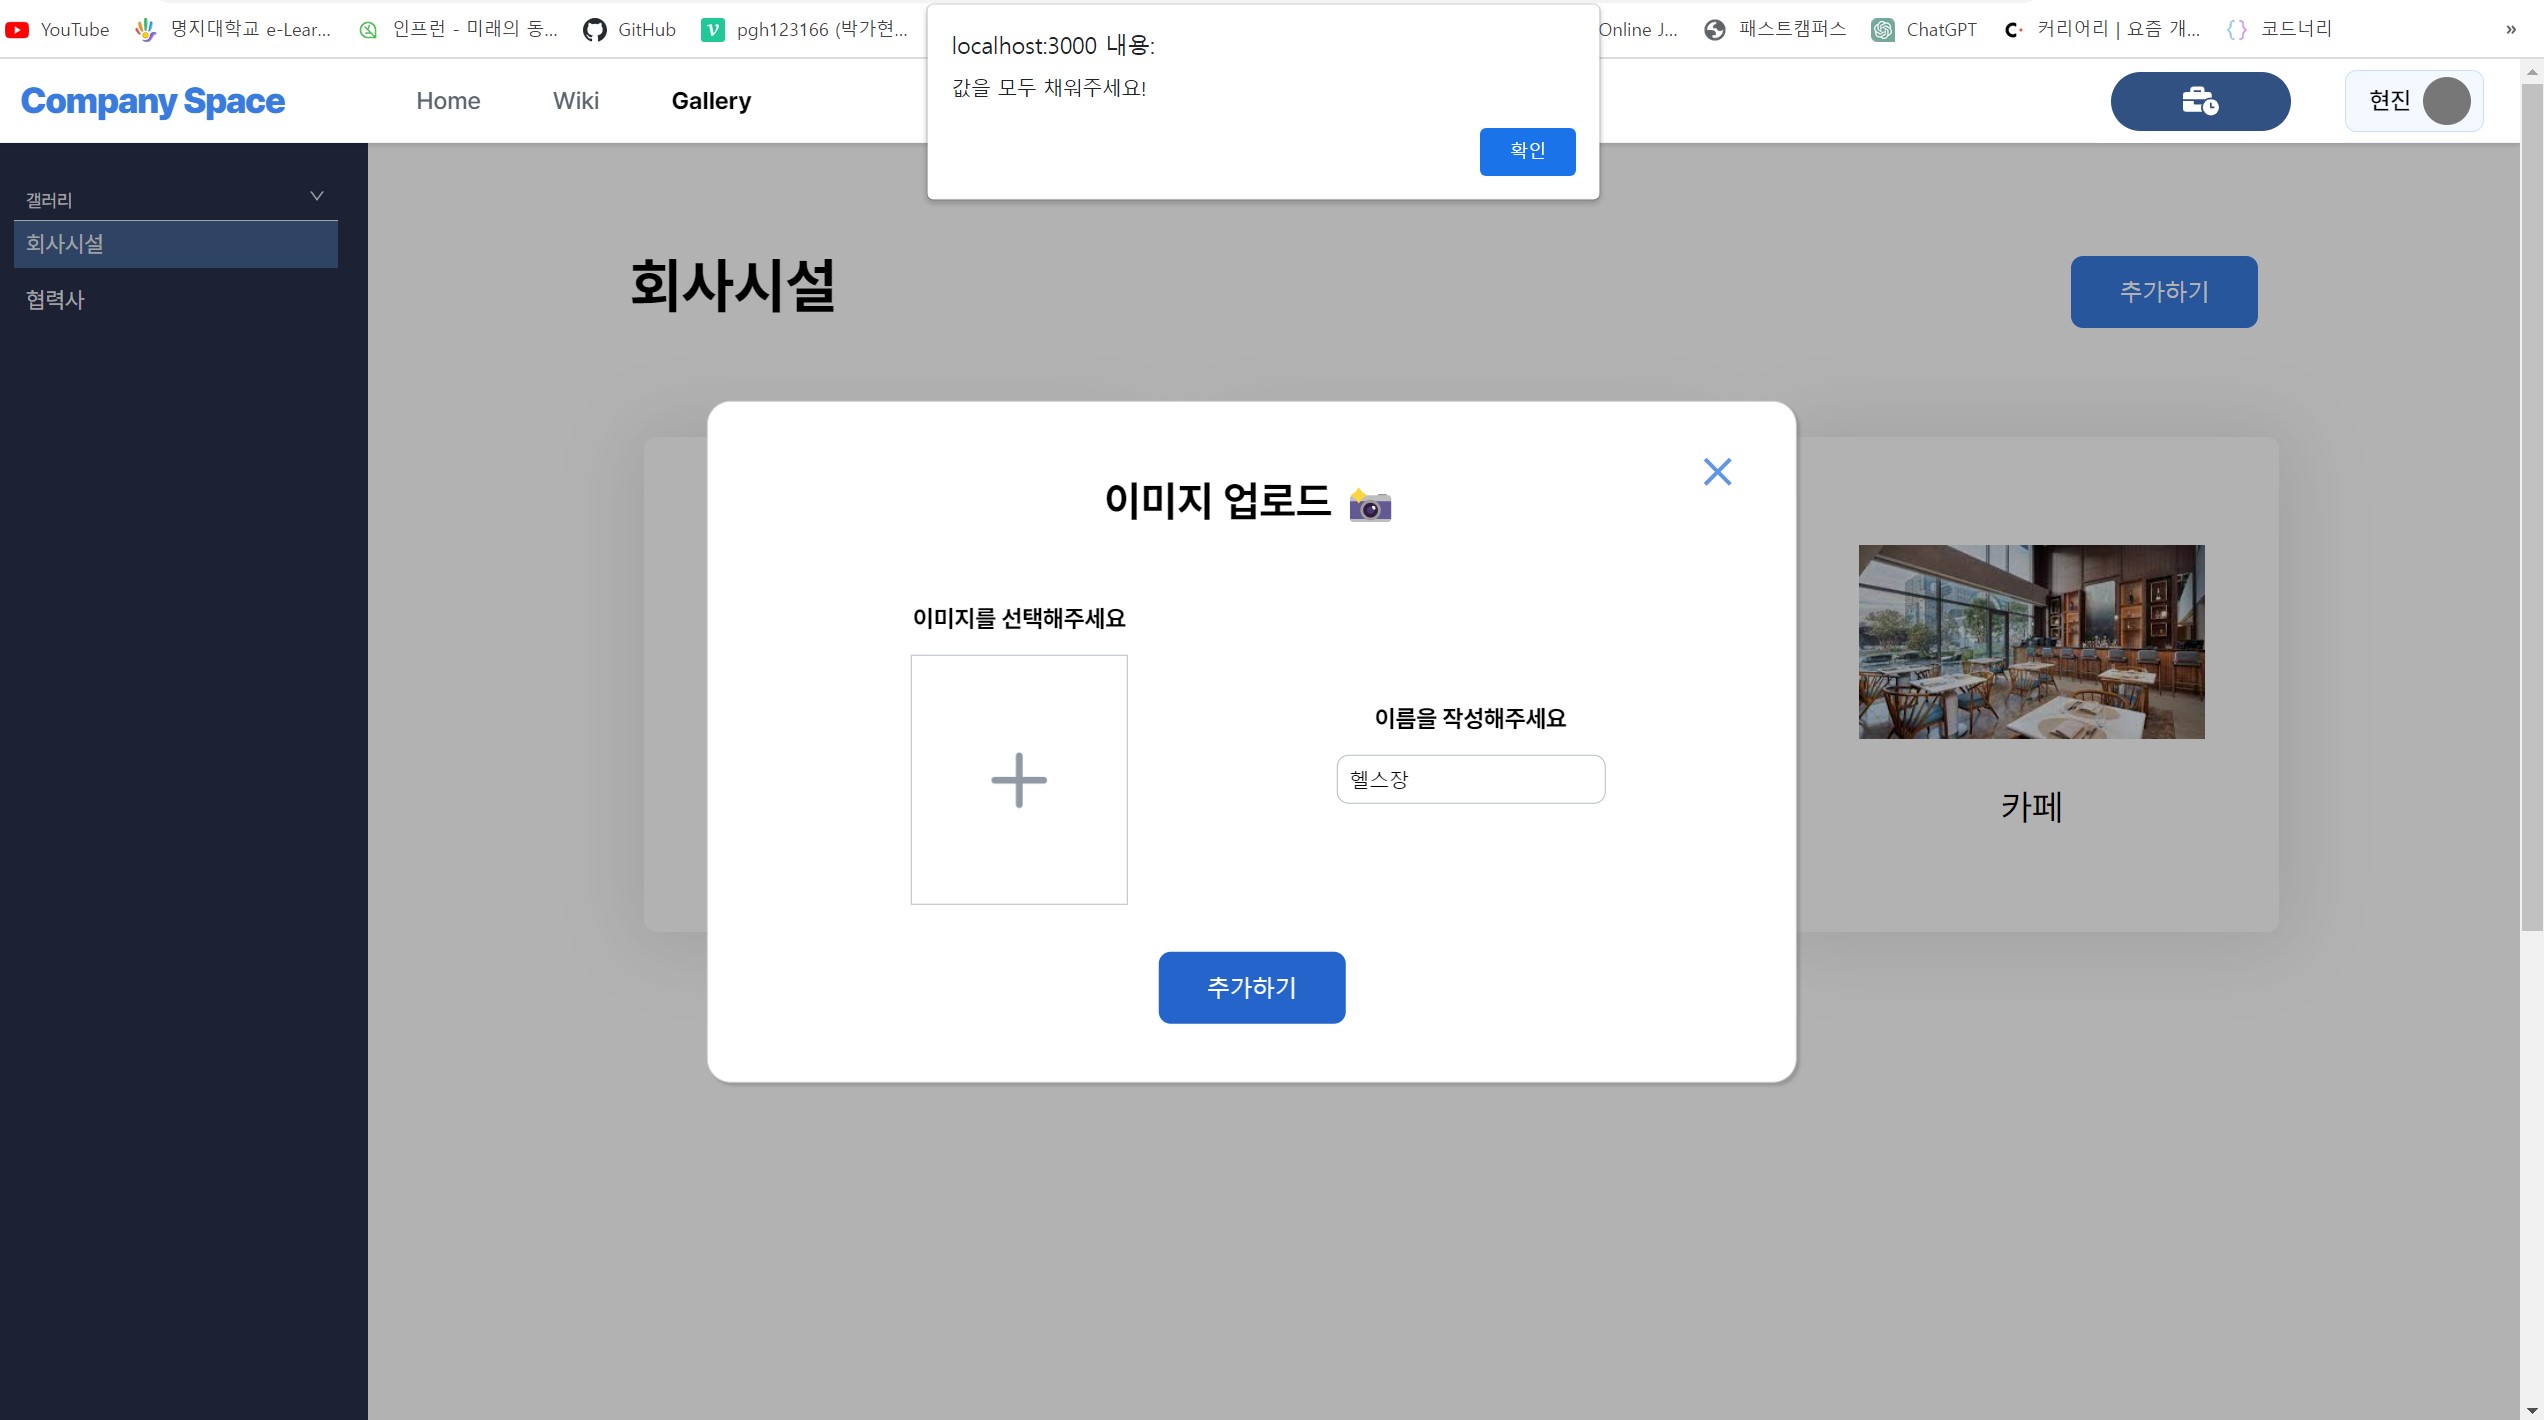 YouTube 명지대학교 e-Lear... 인프런 - 미래의 동... GitHub pgh123166 (박가현... Online J... 패스트캠퍼스 ChatGPT 커리어리 | 요즘 개... 코드너리 »
localhost:3000 내용:
값을 모두 채워주세요!
확인
Company Space Home Wiki Gallery 현진
갤러리
회사시설
협력사
회사시설 추가하기
이미지 업로드
이미지를 선택해주세요
이름을 작성해주세요
헬스장
추가하기
카페